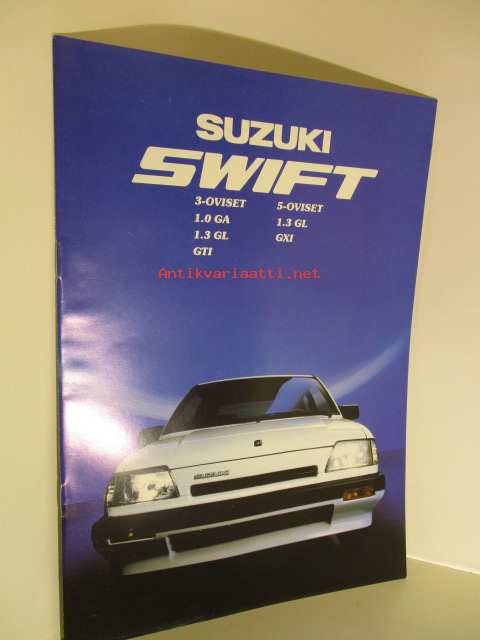 SUZUKI
SWIFT
3-OVISET
1.0 GA
1.3 GL
GTI
5-OVISET
1.3 GL
GXI
Antikvariaatti.net